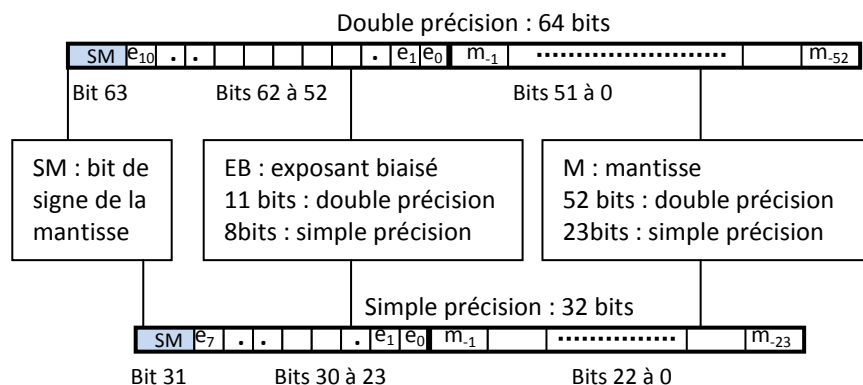 Double précision : 64 bits
SM e10 . . . e1 e0 m-1 ........................ m-52
Bit 63 Bits 62 à 52 Bits 51 à 0
SM : bit de
signe de la
mantisse
EB : exposant biaisé
11 bits : double précision
8bits : simple précision
M : mantisse
52 bits : double précision
23bits : simple précision
Simple précision : 32 bits
SM e7 . . . e1 e0 m-1 ................ m-23
Bit 31 Bits 30 à 23 Bits 22 à 0